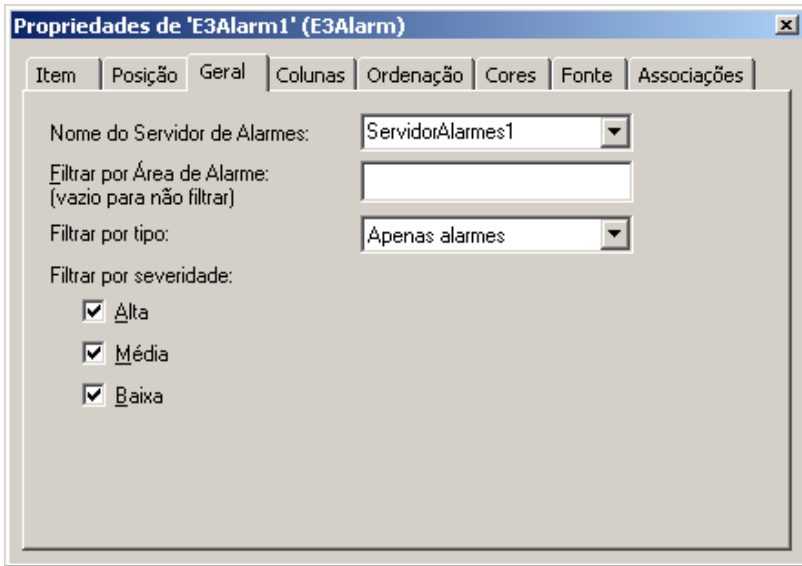 Propriedades de 'E3Alarm1' (E3Alarm)
Item Posição Geral Colunas Ordenação Cores Fonte Associações
Nome do Servidor de Alarmes: ServidorAlarmes1
Filtrar por Área de Alarme:
(vazio para não filtrar)
Filtrar por tipo: Apenas alarmes
Filtrar por severidade:
Alta
Média
Baixa